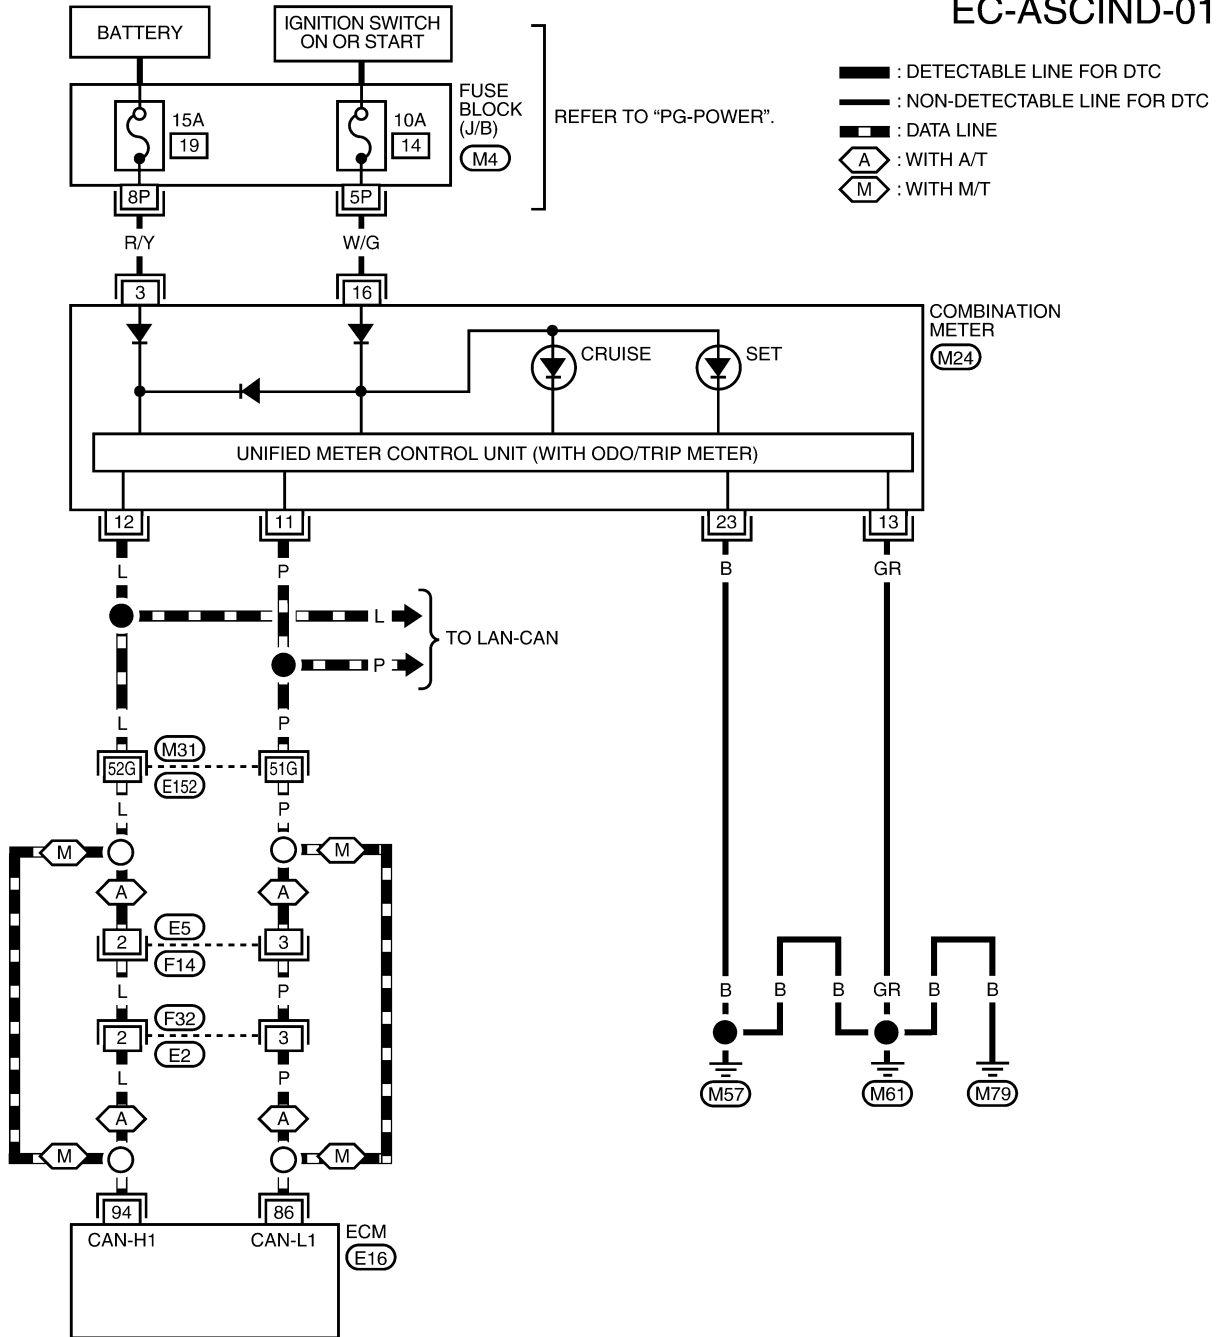 EC-ASCIND-01
BATTERY
IGNITION SWITCH
ON OR START
15A
19
10A
14
FUSE
BLOCK
(J/B)
M4
REFER TO “PG-POWER”.
: DETECTABLE LINE FOR DTC
: NON-DETECTABLE LINE FOR DTC
: DATA LINE
A : WITH A/T
M : WITH M/T
8P
5P
R/Y
W/G
3
16
COMBINATION
METER
M24
CRUISE
SET
UNIFIED METER CONTROL UNIT (WITH ODO/TRIP METER)
12
11
23
13
L
P
B
GR
L
P
TO LAN-CAN
L
P
52G
M31
E152
51G
L
P
M
M
A
A
2
E5
F14
3
L
P
B
B
B
GR
B
B
2
F32
E2
3
L
P
M57
M61
M79
A
A
M
M
94
86
CAN-H1
CAN-L1
ECM
E16